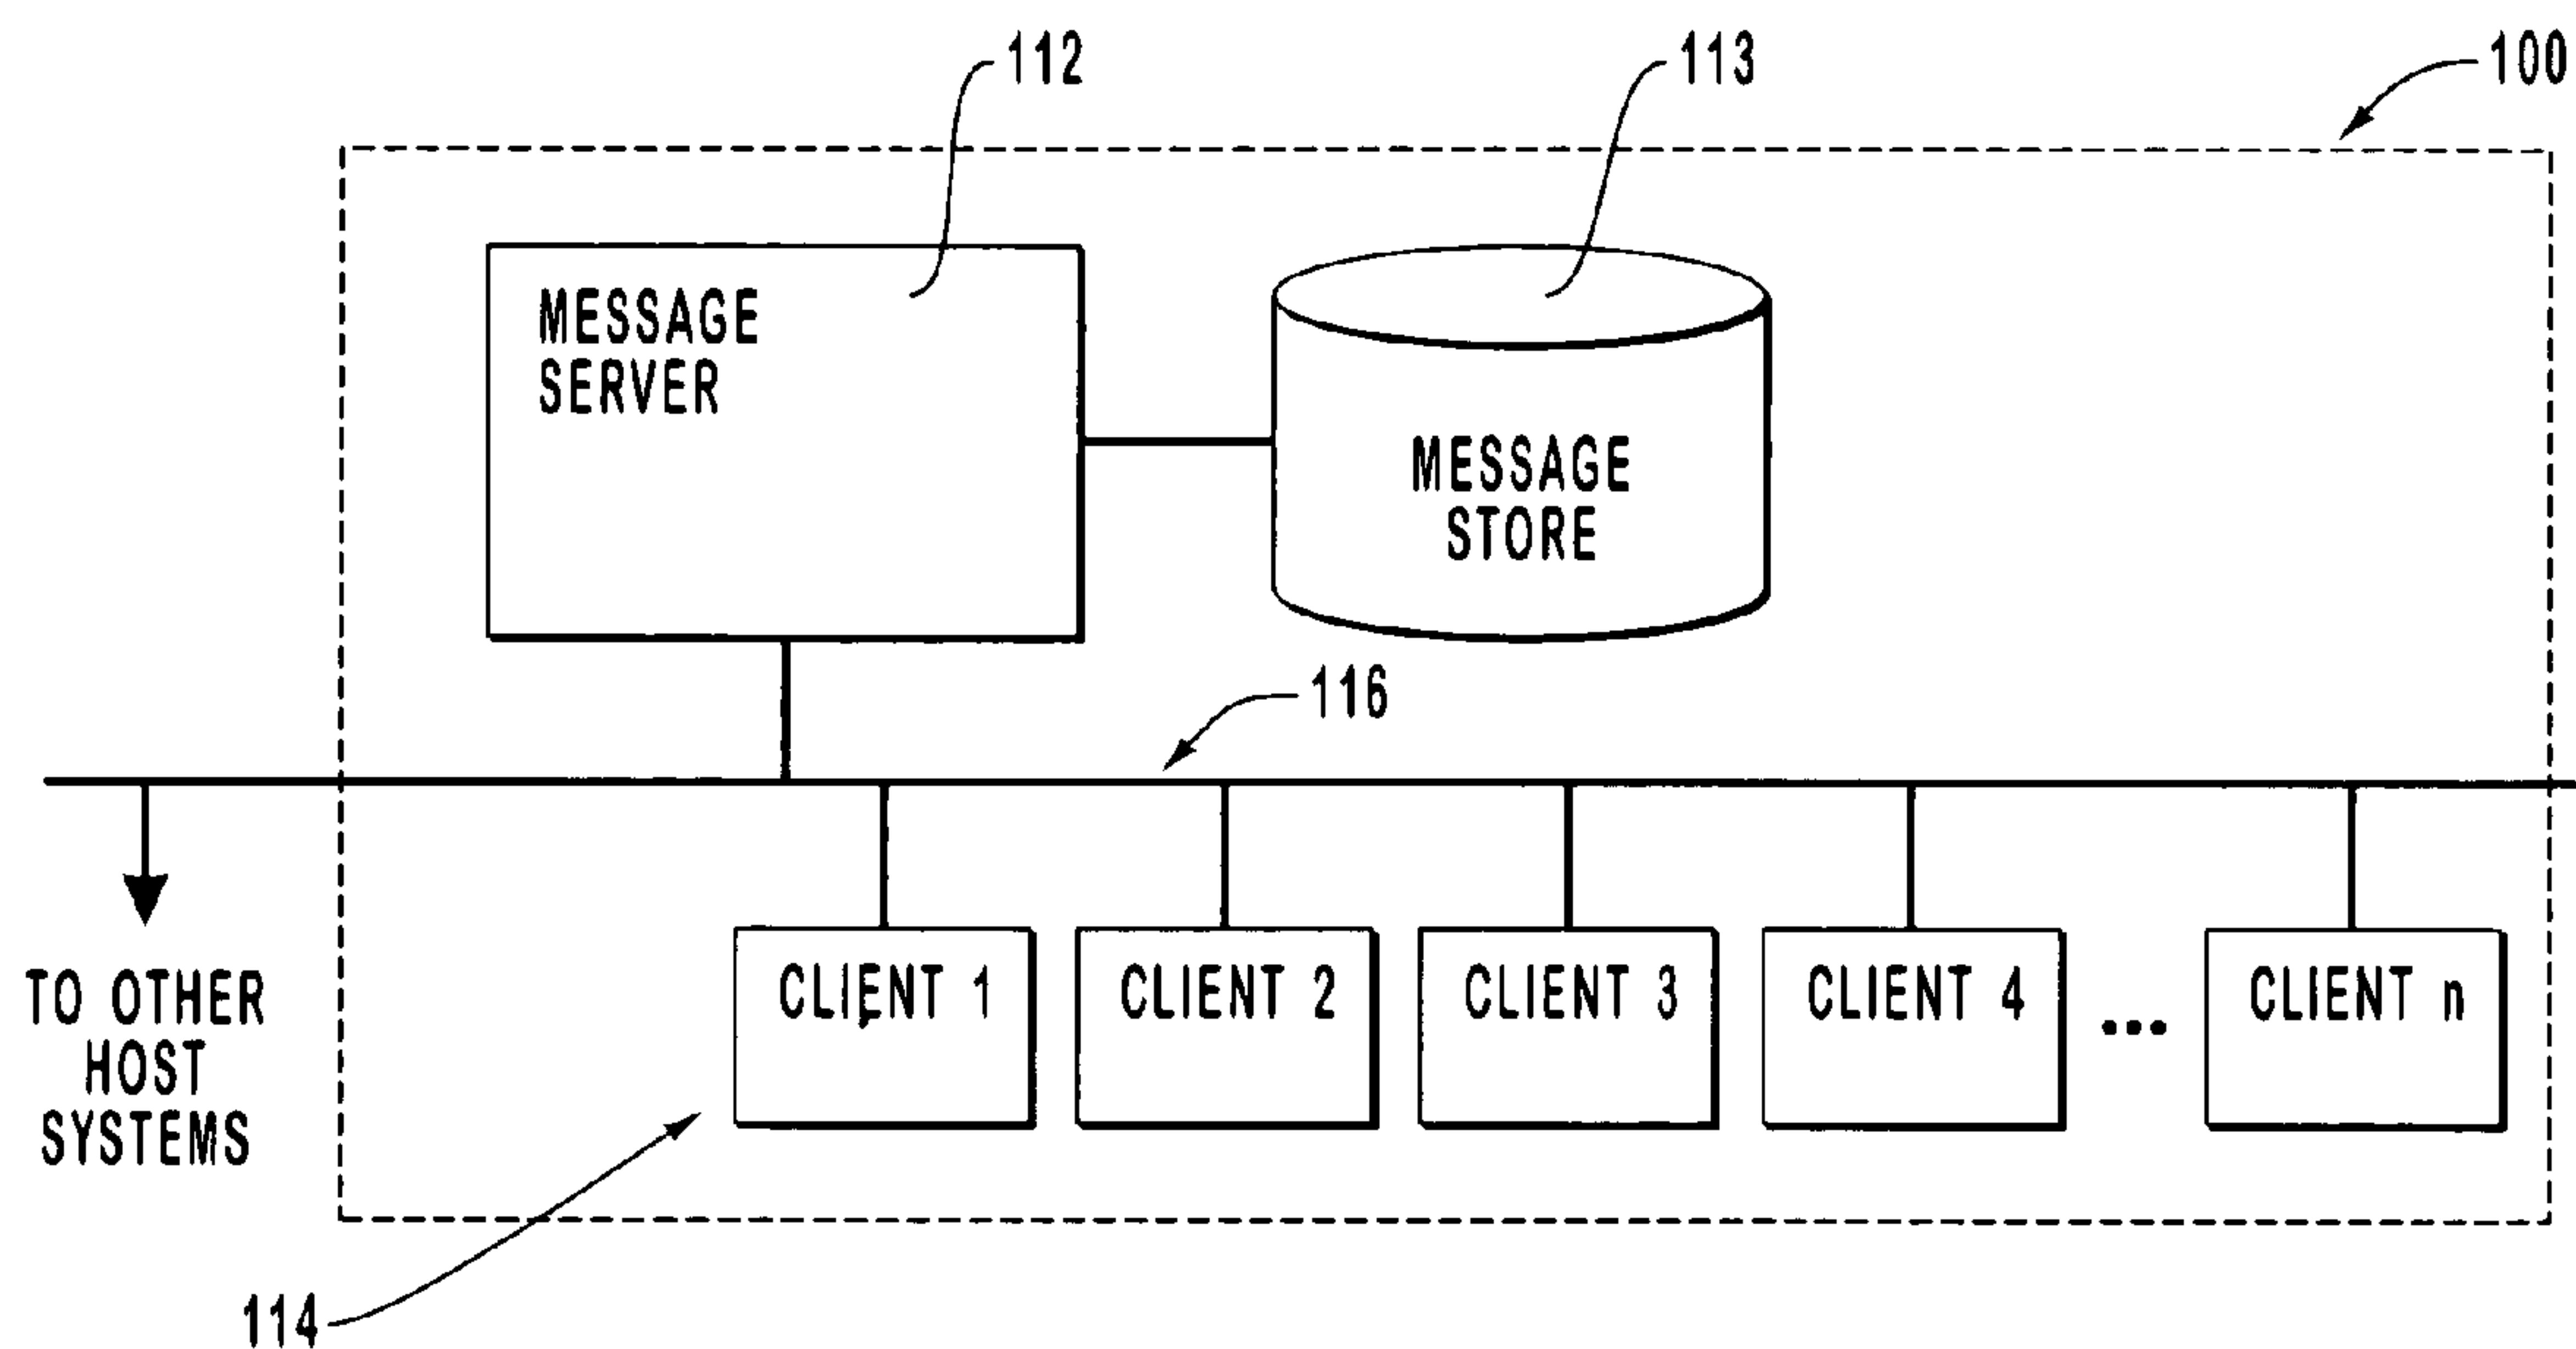 112
113
100
MESSAGE
SERVER
MESSAGE
STORE
116
CLIENT 1
CLIENT 2
CLIENT 3
CLIENT 4
...
CLIENT n
TO OTHER
HOST
SYSTEMS
114